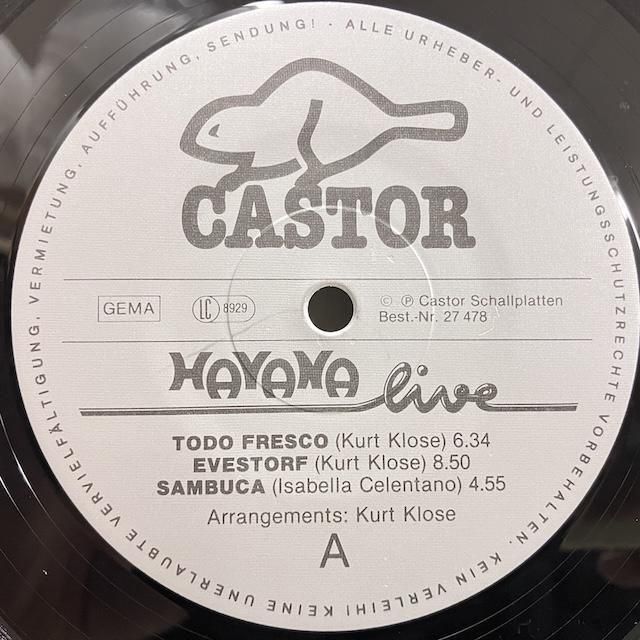 CASTOR
GEMA
LC 8929
© ℗ Castor Schallplatten
Best.-Nr. 27 478
HAVANA live
TODO FRESCO (Kurt Klose) 6.34
EVESTORF (Kurt Klose) 8.50
SAMBUCA (Isabella Celentano) 4.55
Arrangements: Kurt Klose
A
ALLE URHEBER- UND LEISTUNGSSCHUTZRECHTE VORBEHALTEN. KEIN VERLEIH! KEINE UNERLAUBTE VERVIELFÄLTIGUNG, VERMIETUNG, AUFFÜHRUNG, SENDUNG! ·